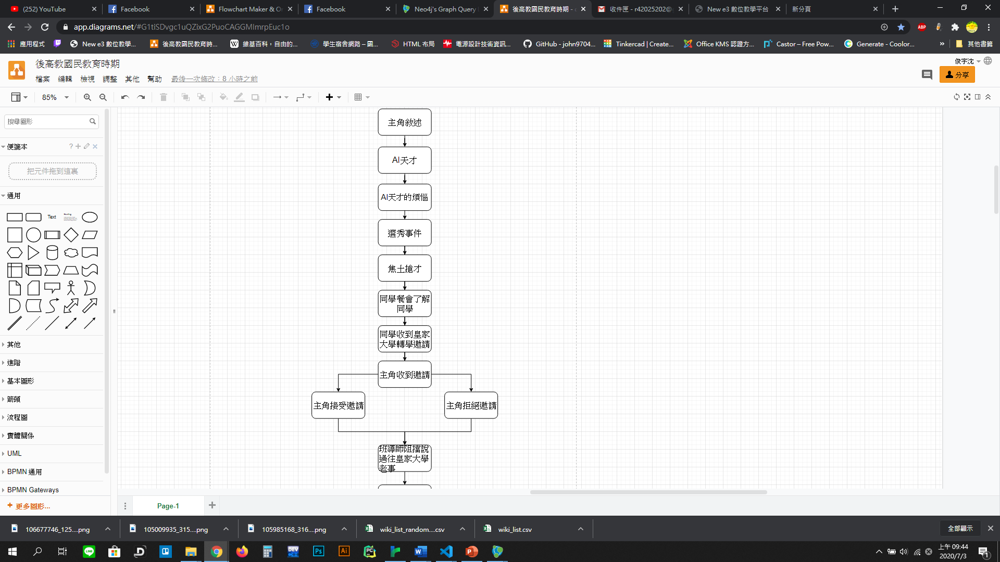 (252) YouTube
Facebook
Flowchart Maker & On
Facebook
Neo4j's Graph Query
後高教國民教育時期 -
收件匣 - r42025202@
New e3 數位教學平台
新分頁
app.diagrams.net/#G1tiSDvgc1uQZixG2PuoCAGGMImrpEuc1o
ABP
應用程式
New e3 數位教學...
後高教國民教育時...
維基百科，自由的...
學生宿舍網路 – 國...
HTML 布局
電源設計技術資訊...
GitHub - john9704...
Tinkercad | Create...
Office KMS 認證方...
Castor – Free Pow...
Generate - Coolor...
»
其他書籤
後高教國民教育時期
俊宇沈
檔案
編輯
檢視
調整
其他
幫助
最後一次修改：8 小時之前
分享
85%
搜尋圖形
便箋本
?
把元件拖到這裏
通用
Text
Heading
其他
進階
基本圖形
箭頭
流程圖
實體關係
UML
BPMN 通用
BPMN Gateways
+ 更多圖形...
主角敘述
AI天才
AI天才的煩惱
選秀事件
焦土搶才
同學餐會了解
同學
同學收到皇家
大學轉學邀請
主角收到邀請
主角接受邀請
主角拒絕邀請
班導師阻擋說
過往皇家大學
老事
Page-1
106677746_125....png
105009935_315....png
105985168_316....png
wiki_list_random....csv
wiki_list.csv
全部顯示
LINE
DEV
Ps
Ai
PC
上午 09:44
2020/7/3
1